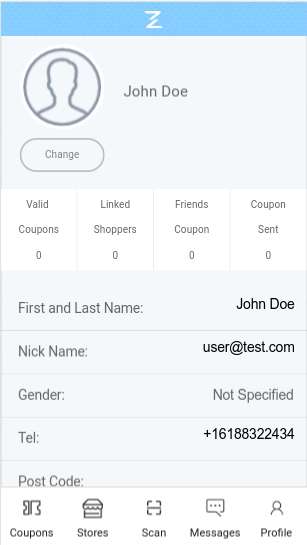 John Doe
Change
Valid Coupons
Linked Shoppers
Friends Coupon
Coupon Sent
0
0
0
0
First and Last Name: John Doe
Nick Name: user@test.com
Gender: Not Specified
Tel: +16188322434
Post Code:
Coupons Stores Scan Messages Profile